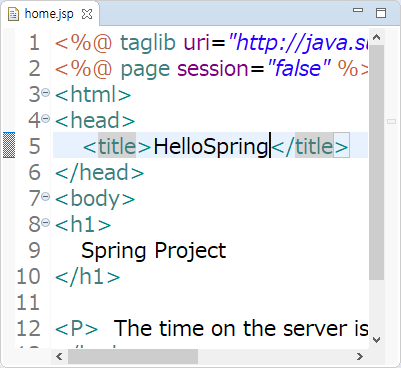 home.jsp
1 <%@ taglib uri="http://java.su
2 <%@ page session="false" %>
3 <html>
4 <head>
5 <title>HelloSpring</title>
6 </head>
7 <body>
8 <h1>
9 Spring Project
10 </h1>
11
12 <P> The time on the server is